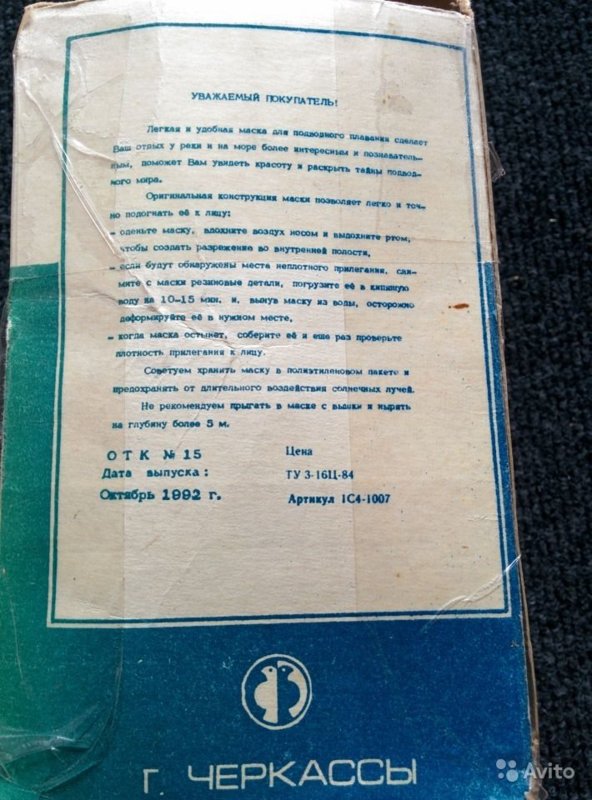 УВАЖАЕМЫЙ ПОКУПАТЕЛЬ!
Легкая и удобная маска для подводного плавания сделает
Ваш отдых у реки и на море более интересным и познаватель-
ным, поможет Вам увидеть красоту и раскрыть тайны подвод-
ного мира.
Оригинальная конструкция маски позволяет легко и точ-
но подогнать её к лицу:
- оденьте маску, вдохните воздух носом и выдохните ртом,
чтобы создать разрежение во внутренней полости,
- если будут обнаружены места неплотного прилегания, сни-
мите с маски резиновые детали, погрузите её в кипящую
воду на 10-15 мин. и, вынув маску из воды, осторожно
деформируйте её в нужном месте,
- когда маска остынет, соберите её и еще раз проверьте
плотность прилегания к лицу.
Советуем хранить маску в полиэтиленовом пакете и
предохранять от длительного воздействия солнечных лучей.
Не рекомендуем прыгать в маске с вышки и нырять
на глубину более 5 м.
ОТК № 15
Цена
Дата выпуска:
ТУ 3-16Ц-84
Октябрь 1992 г.
Артикул 1С4-1007
Г. ЧЕРКАССЫ
Avito